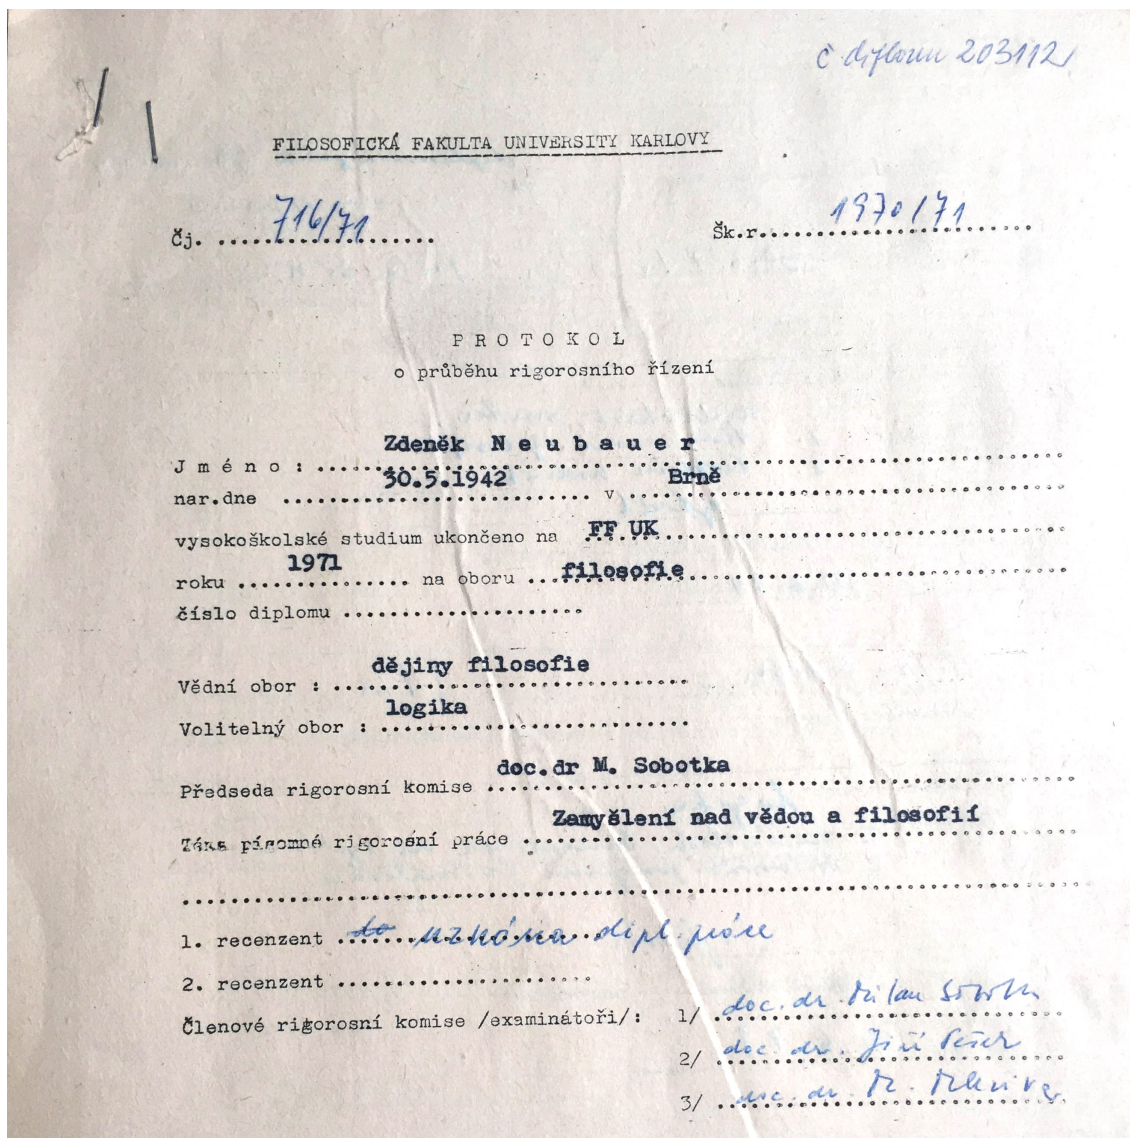 č diplomu 203112
FILOSOFICKÁ FAKULTA UNIVERSITY KARLOVY
Čj. 716/71 Šk.r. 1970/71
PROTOKOL
o průběhu rigorosního řízení
Jméno: Zdeněk Neubauer
nar.dne 30.5.1942 v Brně
vysokoškolské studium ukončeno na FF UK
roku 1971 na oboru filosofie
číslo diplomu
Vědní obor : dějiny filosofie
Volitelný obor : logika
Předseda rigorosní komise doc.dr M. Sobotka
písomné rigorosní práce Zamyšlení nad vědou a filosofií
1. recenzent uznána dipl. práce
2. recenzent
Členové rigorosní komise /examinátoři/: 1/ doc. dr. Milan Sobotka
2/ doc. dr. Jiří
3/ doc. dr.